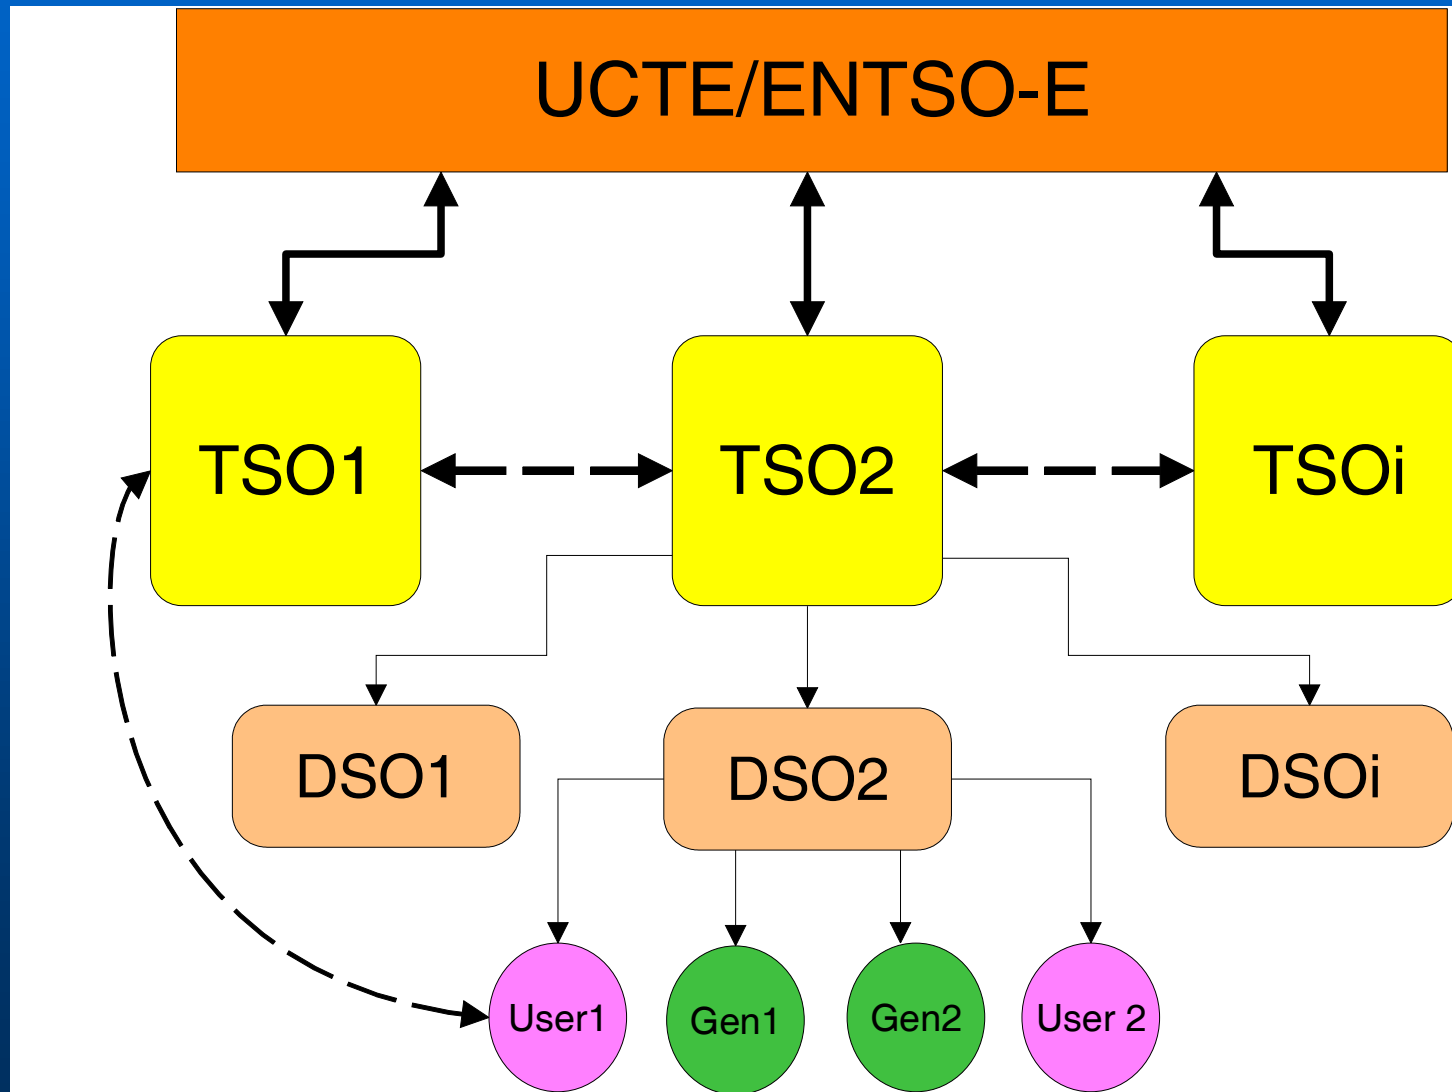 UCTE/ENTSO-E
TSO1
TSO2
TSOi
DSO1
DSO2
DSOi
User1
Gen1
Gen2
User 2